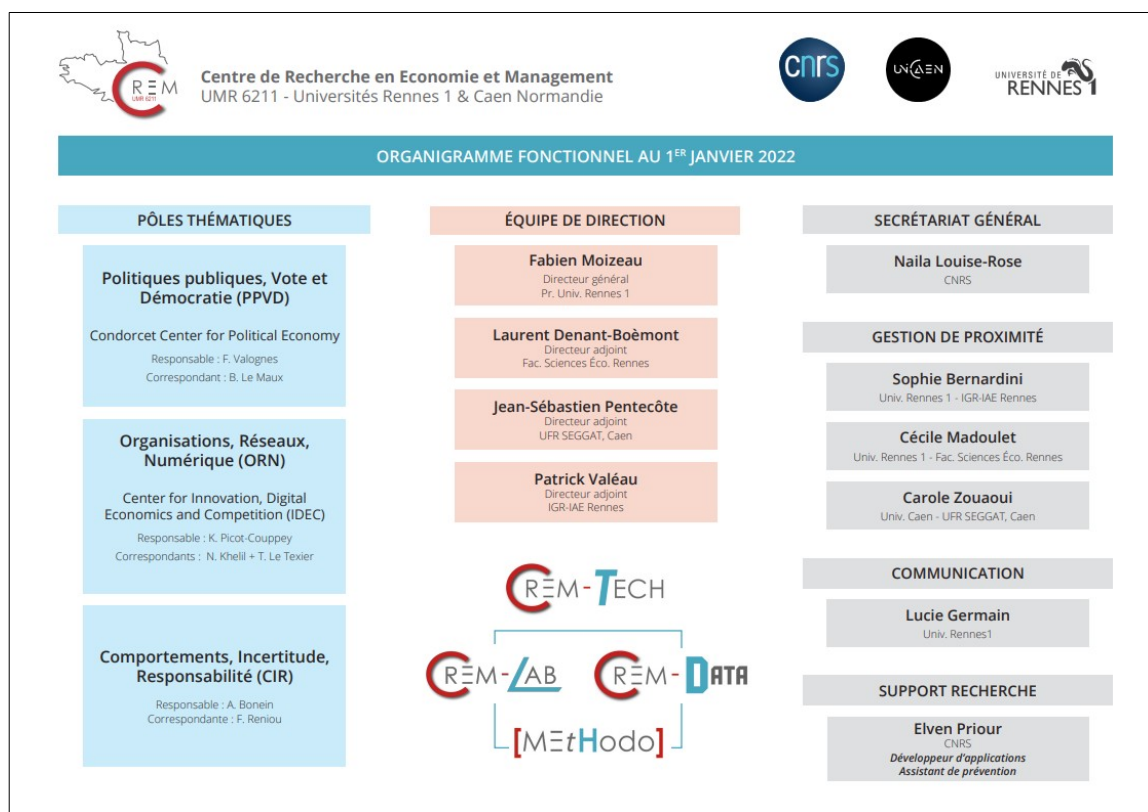 CREM
UMR 6211
Centre de Recherche en Economie et Management
UMR 6211 - Universités Rennes 1 & Caen Normandie
cnrs
UNICAEN
UNIVERSITÉ DE
RENNES 1
ORGANIGRAMME FONCTIONNEL AU 1ER JANVIER 2022
PÔLES THÉMATIQUES
Politiques publiques, Vote et
Démocratie (PPVD)
Condorcet Center for Political Economy
Responsable : F. Valognes
Correspondant : B. Le Maux
Organisations, Réseaux,
Numérique (ORN)
Center for Innovation, Digital
Economics and Competition (IDEC)
Responsable : K. Picot-Couppey
Correspondants : N. Khelil + T. Le Texier
Comportements, Incertitude,
Responsabilité (CIR)
Responsable : A. Bonein
Correspondante : F. Reniou
ÉQUIPE DE DIRECTION
Fabien Moizeau
Directeur général
Pr. Univ. Rennes 1
Laurent Denant-Boèmont
Directeur adjoint
Fac. Sciences Éco. Rennes
Jean-Sébastien Pentecôte
Directeur adjoint
UFR SEGGAT, Caen
Patrick Valéau
Directeur adjoint
IGR-IAE Rennes
CREM-TECH
CREM-LAB
CREM-DATA
[MEtHodo]
SECRÉTARIAT GÉNÉRAL
Naila Louise-Rose
CNRS
GESTION DE PROXIMITÉ
Sophie Bernardini
Univ. Rennes 1 - IGR-IAE Rennes
Cécile Madoulet
Univ. Rennes 1 - Fac. Sciences Éco. Rennes
Carole Zouaoui
Univ. Caen - UFR SEGGAT, Caen
COMMUNICATION
Lucie Germain
Univ. Rennes1
SUPPORT RECHERCHE
Elven Priour
CNRS
Développeur d'applications
Assistant de prévention